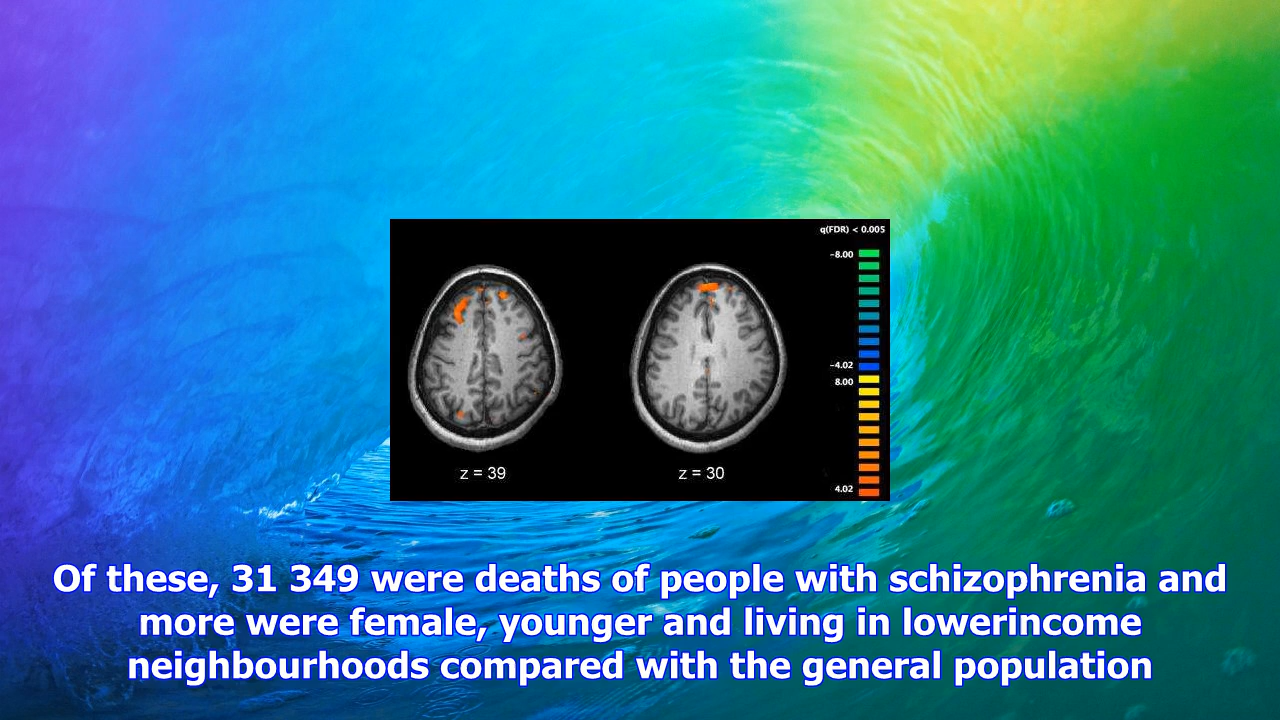 q(FDR) < 0.005
−8.00
−4.02
8.00
4.02
z = 39
z = 30
Of these, 31 349 were deaths of people with schizophrenia and
more were female, younger and living in lowerincome
neighbourhoods compared with the general population